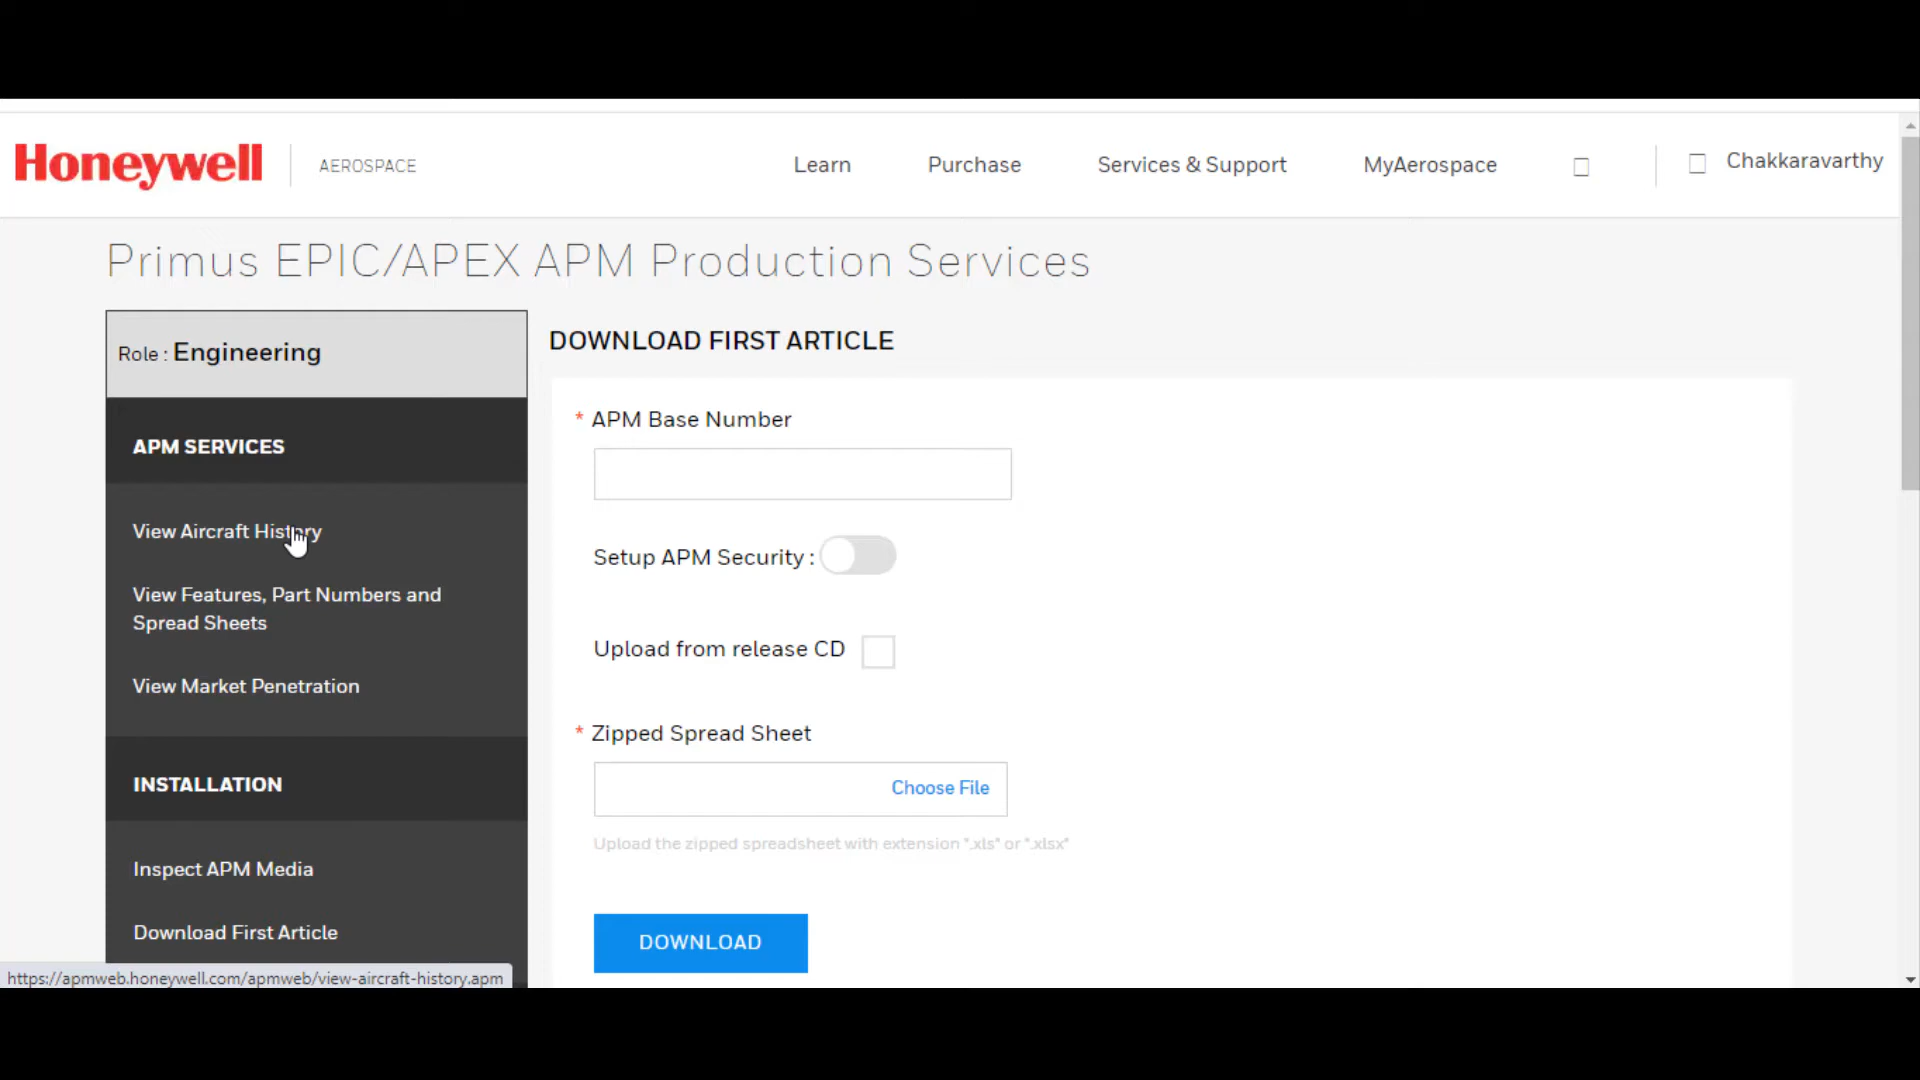 Honeywell
AEROSPACE
Learn
Purchase
Services & Support
MyAerospace
Chakkaravarthy
Primus EPIC/APEX APM Production Services
Role : Engineering
APM SERVICES
View Aircraft History
View Features, Part Numbers and
Spread Sheets
View Market Penetration
INSTALLATION
Inspect APM Media
Download First Article
DOWNLOAD FIRST ARTICLE
* APM Base Number
Setup APM Security :
Upload from release CD
* Zipped Spread Sheet
Choose File
Upload the zipped spreadsheet with extension ".xls" or ".xlsx"
DOWNLOAD
https://apmweb.honeywell.com/apmweb/view-aircraft-history.apm